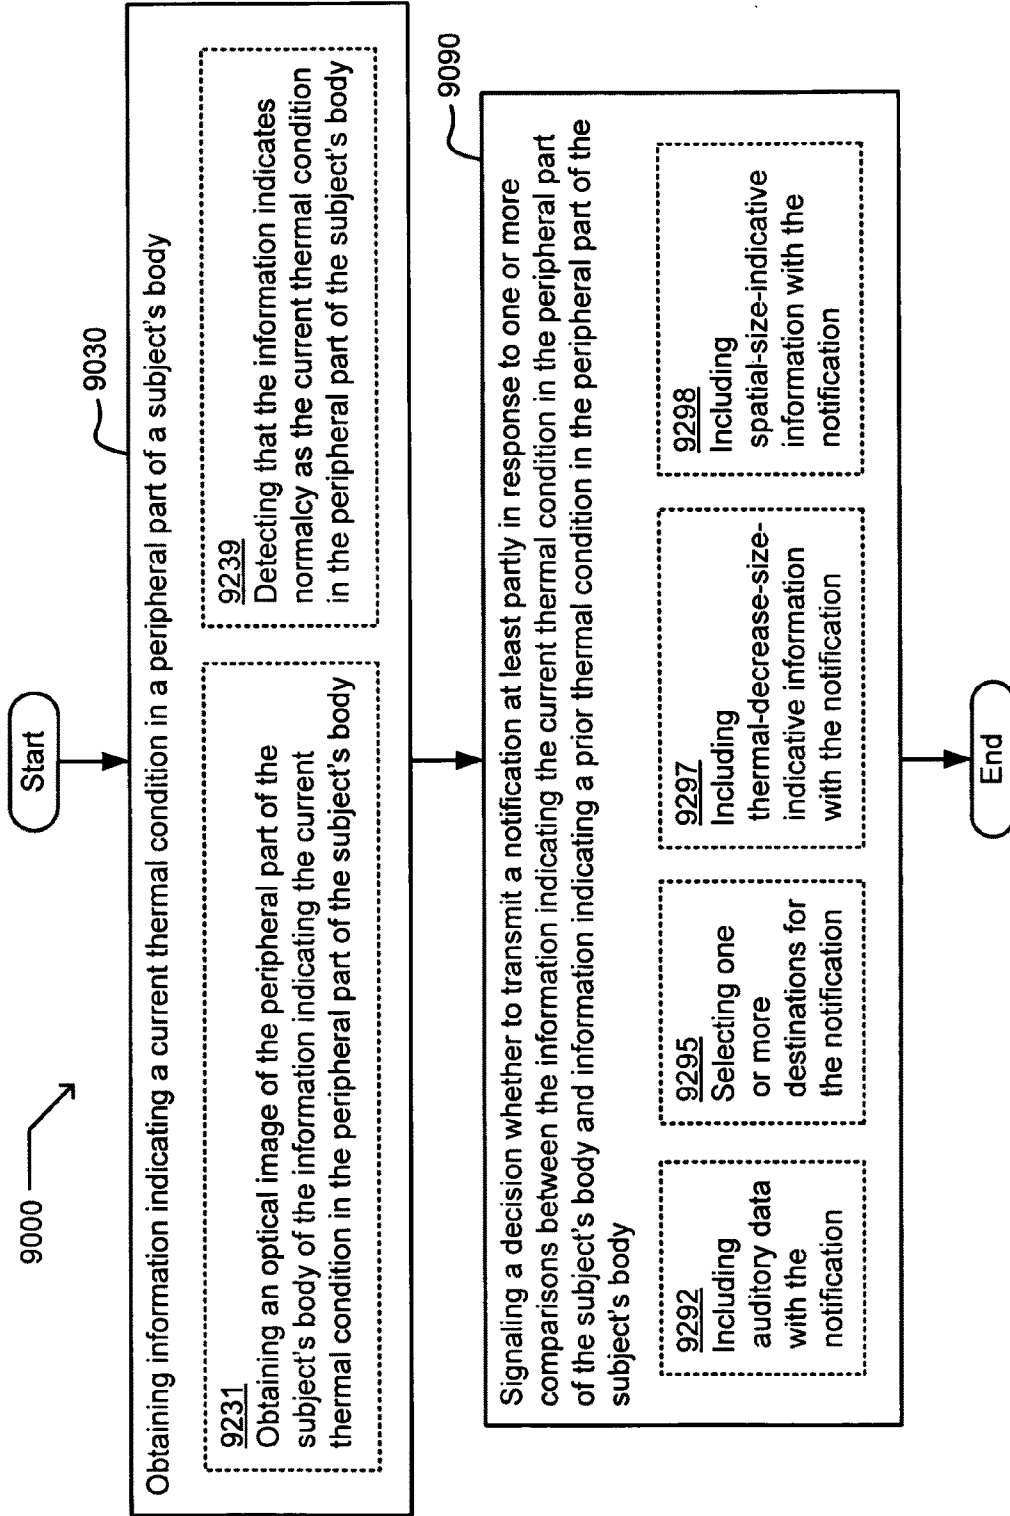 9000
Start
9030
Obtaining information indicating a current thermal condition in a peripheral part of a subject's body
9231
Obtaining an optical image of the peripheral part of the
subject's body of the information indicating the current
thermal condition in the peripheral part of the subject's body
9239
Detecting that the information indicates
normalcy as the current thermal condition
in the peripheral part of the subject's body
9090
Signaling a decision whether to transmit a notification at least partly in response to one or more
comparisons between the information indicating the current thermal condition in the peripheral part
of the subject's body and information indicating a prior thermal condition in the peripheral part of the
subject's body
9292
Including
auditory data
with the
notification
9295
Selecting one
or more
destinations for
the notification
9297
Including
thermal-decrease-size-
indicative information
with the notification
9298
Including
spatial-size-indicative
information with the
notification
End